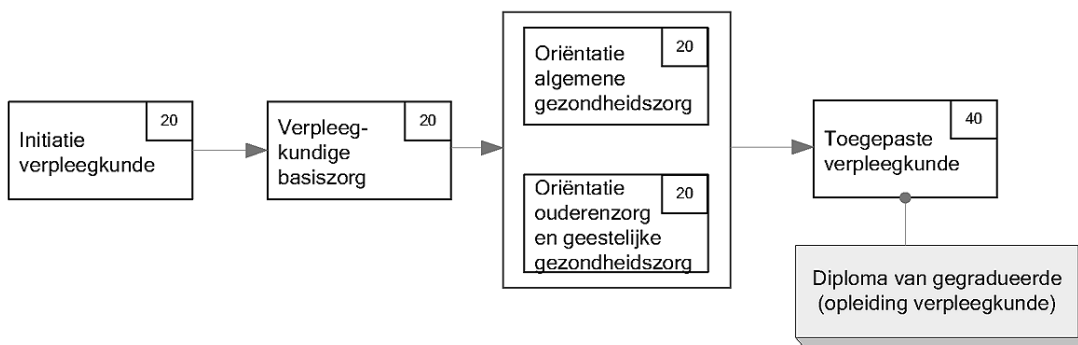 20
Initiatie
verpleegkunde
20
Verpleeg-
kundige
basiszorg
20
Oriëntatie
algemene
gezondheidszorg
20
Oriëntatie
ouderenzorg
en geestelijke
gezondheidszorg
40
Toegepaste
verpleegkunde
Diploma van gegradueerde
(opleiding verpleegkunde)